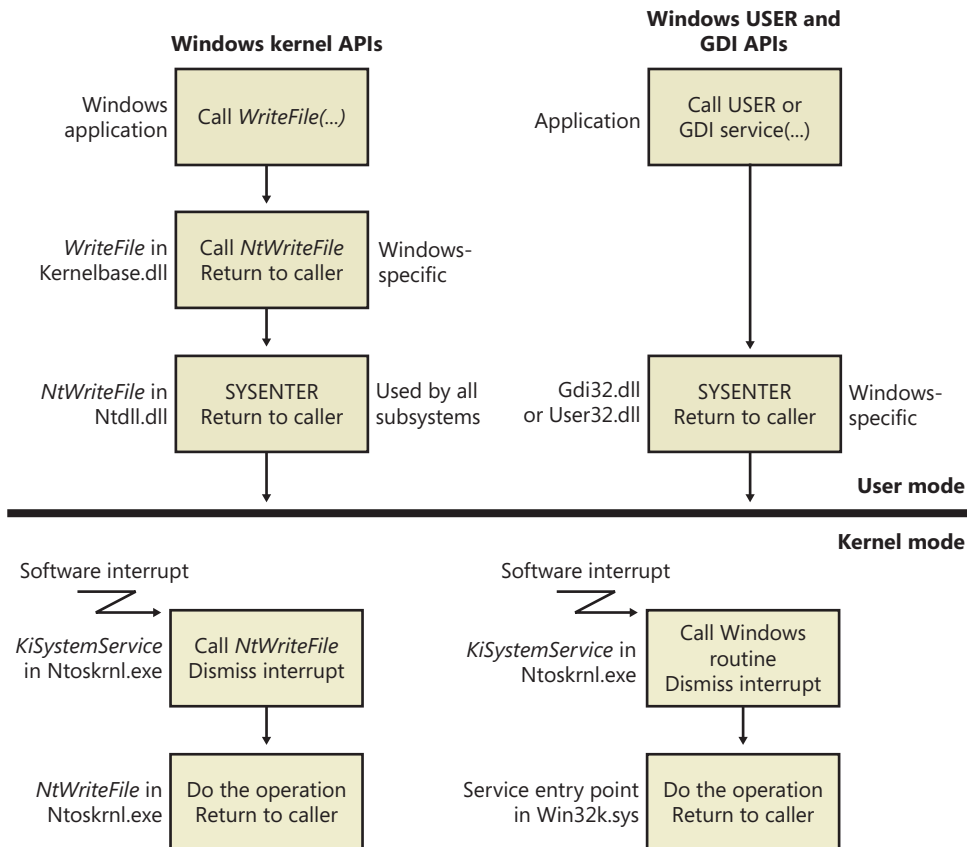 Windows kernel APIs
Windows USER and
GDI APIs
Windows
application
Call WriteFile(...)
Application
Call USER or
GDI service(...)
WriteFile in
Kernelbase.dll
Call NtWriteFile
Return to caller
Windows-
specific
NtWriteFile in
Ntdll.dll
SYSENTER
Return to caller
Used by all
subsystems
Gdi32.dll
or User32.dll
SYSENTER
Return to caller
Windows-
specific
User mode
Kernel mode
Software interrupt
Software interrupt
KiSystemService
in Ntoskrnl.exe
Call NtWriteFile
Dismiss interrupt
KiSystemService in
Ntoskrnl.exe
Call Windows
routine
Dismiss interrupt
NtWriteFile in
Ntoskrnl.exe
Do the operation
Return to caller
Service entry point
in Win32k.sys
Do the operation
Return to caller